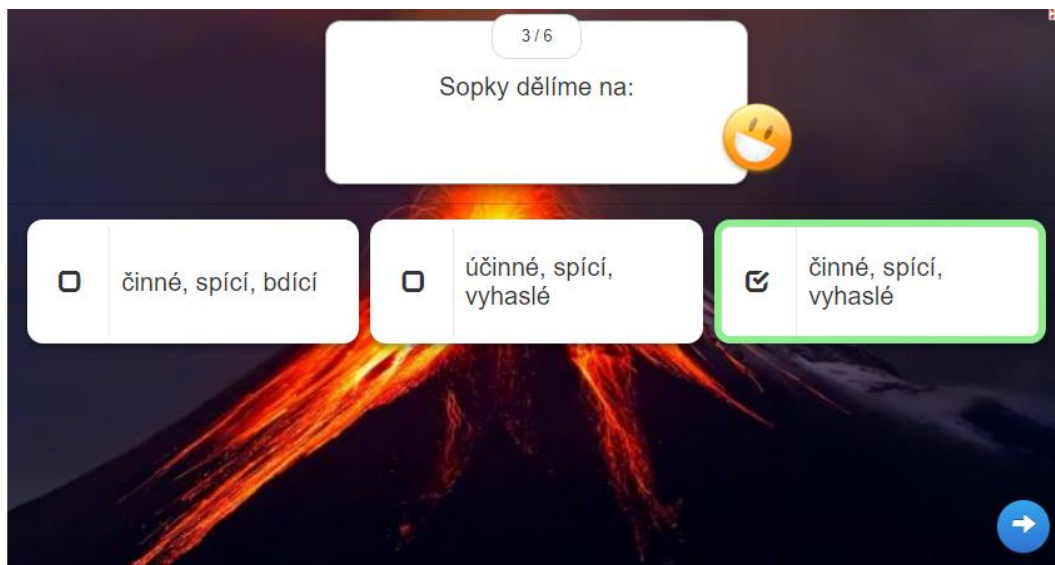 3 / 6
Sopky dělíme na:
činné, spící, bdící
účinné, spící,
vyhaslé
činné, spící,
vyhaslé